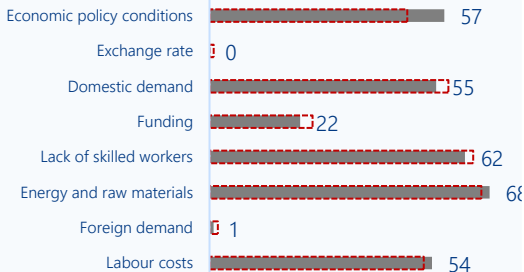 Economic policy conditions 57
Exchange rate 0
Domestic demand 55
Funding 22
Lack of skilled workers 62
Energy and raw materials 68
Foreign demand 1
Labour costs 54